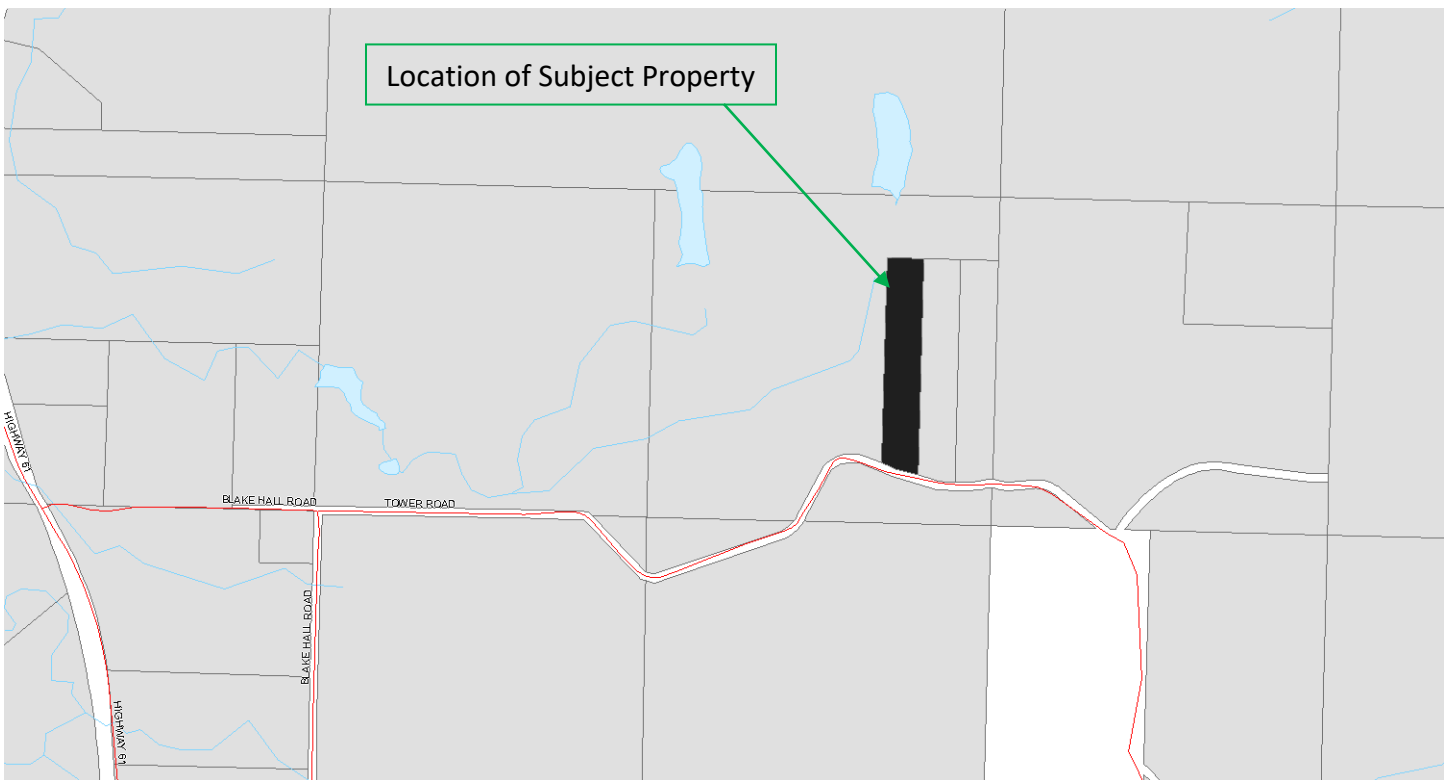 Location of Subject Property
HIGHWAY 61
BLAKE HALL ROAD
TOWER ROAD
BLAKE HALL ROAD
HIGHWAY 61